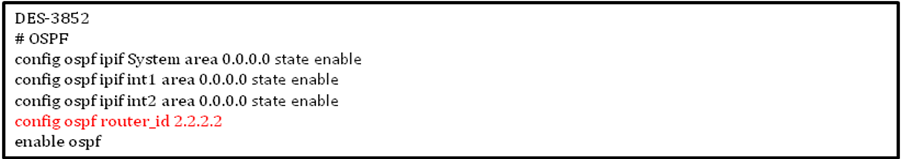 DES-3852
# OSPF
config ospf ipif System area 0.0.0.0 state enable
config ospf ipif int1 area 0.0.0.0 state enable
config ospf ipif int2 area 0.0.0.0 state enable
config ospf router_id 2.2.2.2
enable ospf